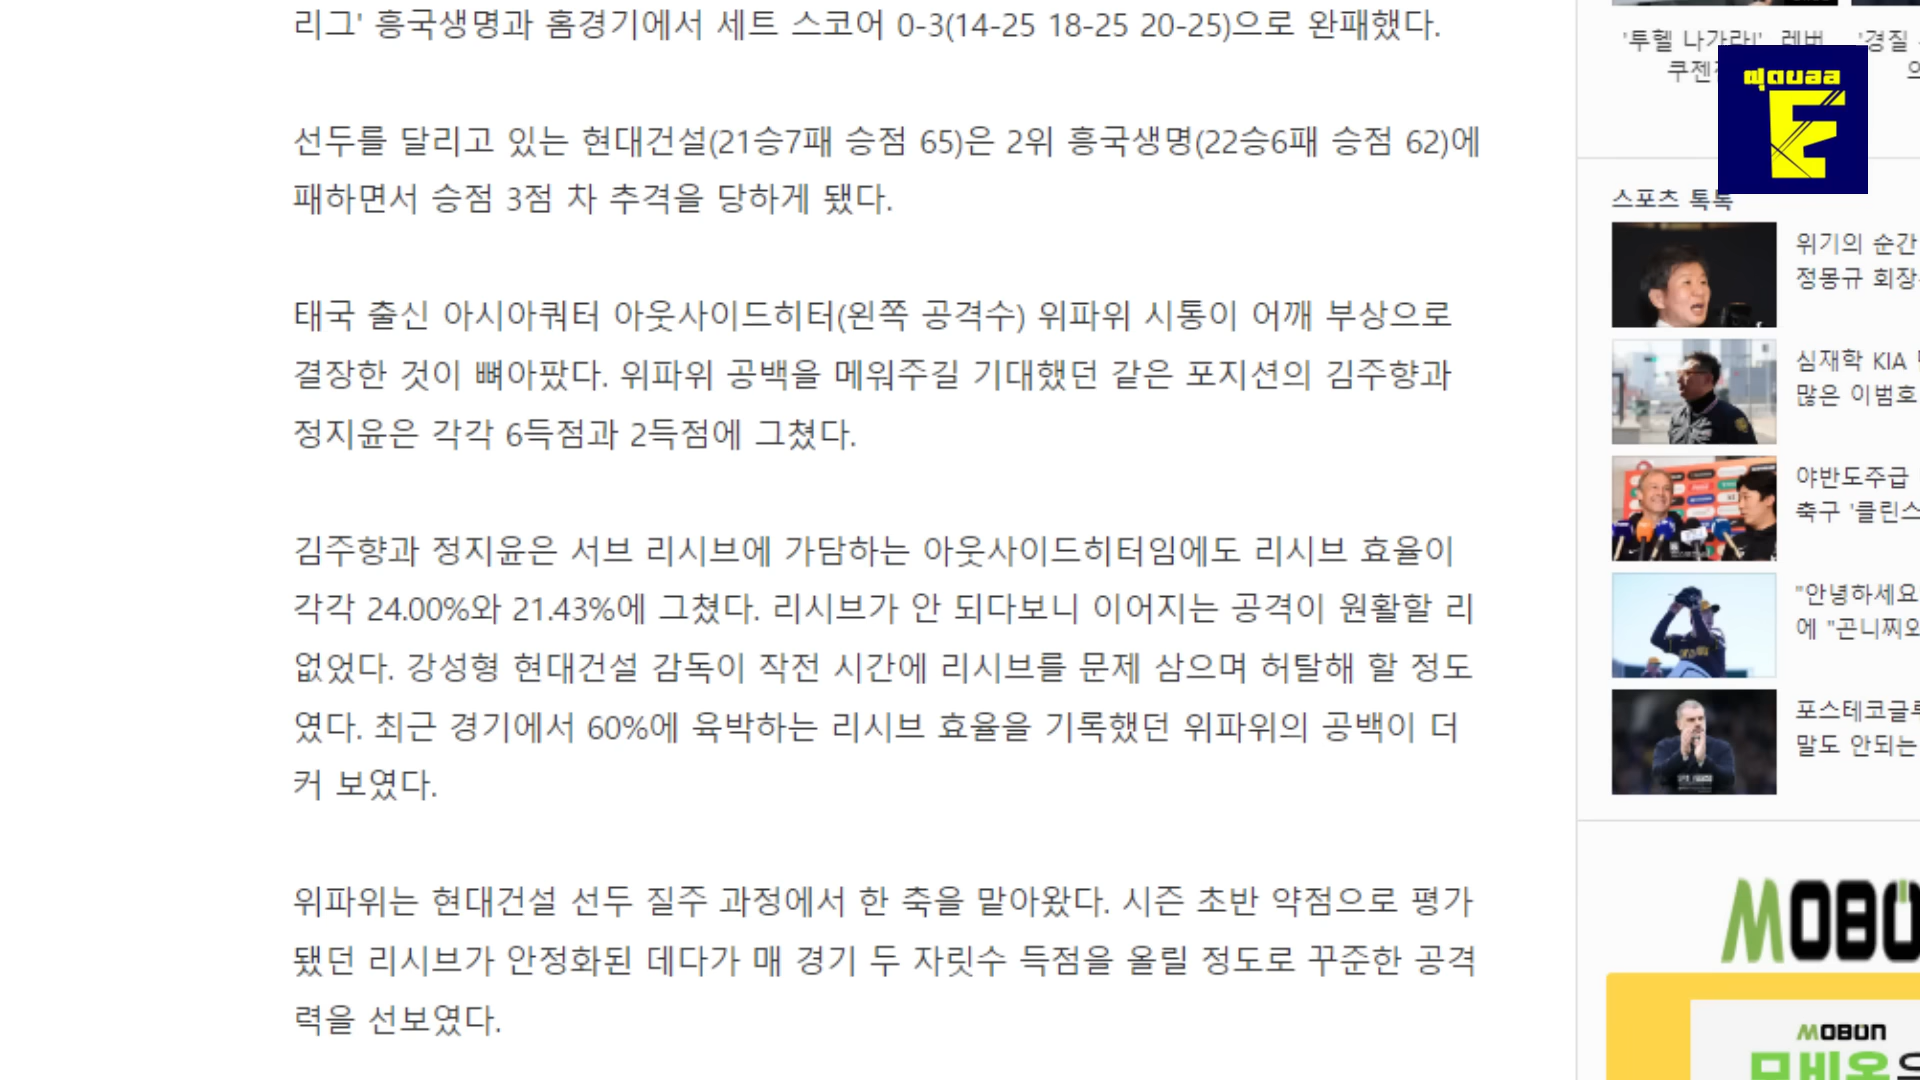 리그' 흥국생명과 홈경기에서 세트 스코어 0-3(14-25 18-25 20-25)으로 완패했다.
선두를 달리고 있는 현대건설(21승7패 승점 65)은 2위 흥국생명(22승6패 승점 62)에
패하면서 승점 3점 차 추격을 당하게 됐다.
태국 출신 아시아쿼터 아웃사이드히터(왼쪽 공격수) 위파위 시통이 어깨 부상으로
결장한 것이 뼈아팠다. 위파위 공백을 메워주길 기대했던 같은 포지션의 김주향과
정지윤은 각각 6득점과 2득점에 그쳤다.
김주향과 정지윤은 서브 리시브에 가담하는 아웃사이드히터임에도 리시브 효율이
각각 24.00%와 21.43%에 그쳤다. 리시브가 안 되다보니 이어지는 공격이 원활할 리
없었다. 강성형 현대건설 감독이 작전 시간에 리시브를 문제 삼으며 허탈해 할 정도
였다. 최근 경기에서 60%에 육박하는 리시브 효율을 기록했던 위파위의 공백이 더
커 보였다.
위파위는 현대건설 선두 질주 과정에서 한 축을 맡아왔다. 시즌 초반 약점으로 평가
됐던 리시브가 안정화된 데다가 매 경기 두 자릿수 득점을 올릴 정도로 꾸준한 공격
력을 선보였다.
'투헬 나가라!' 레버
쿠젠
'경질
ฟุตบอล
E
스포츠 톡톡
위기의 순간
정몽규 회장
심재학 KIA
많은 이범호
야반도주급
축구 '클린스
"안녕하세요
에 "곤니찌와
포스테코글루
말도 안되는
MOBON
MOBON
모비온